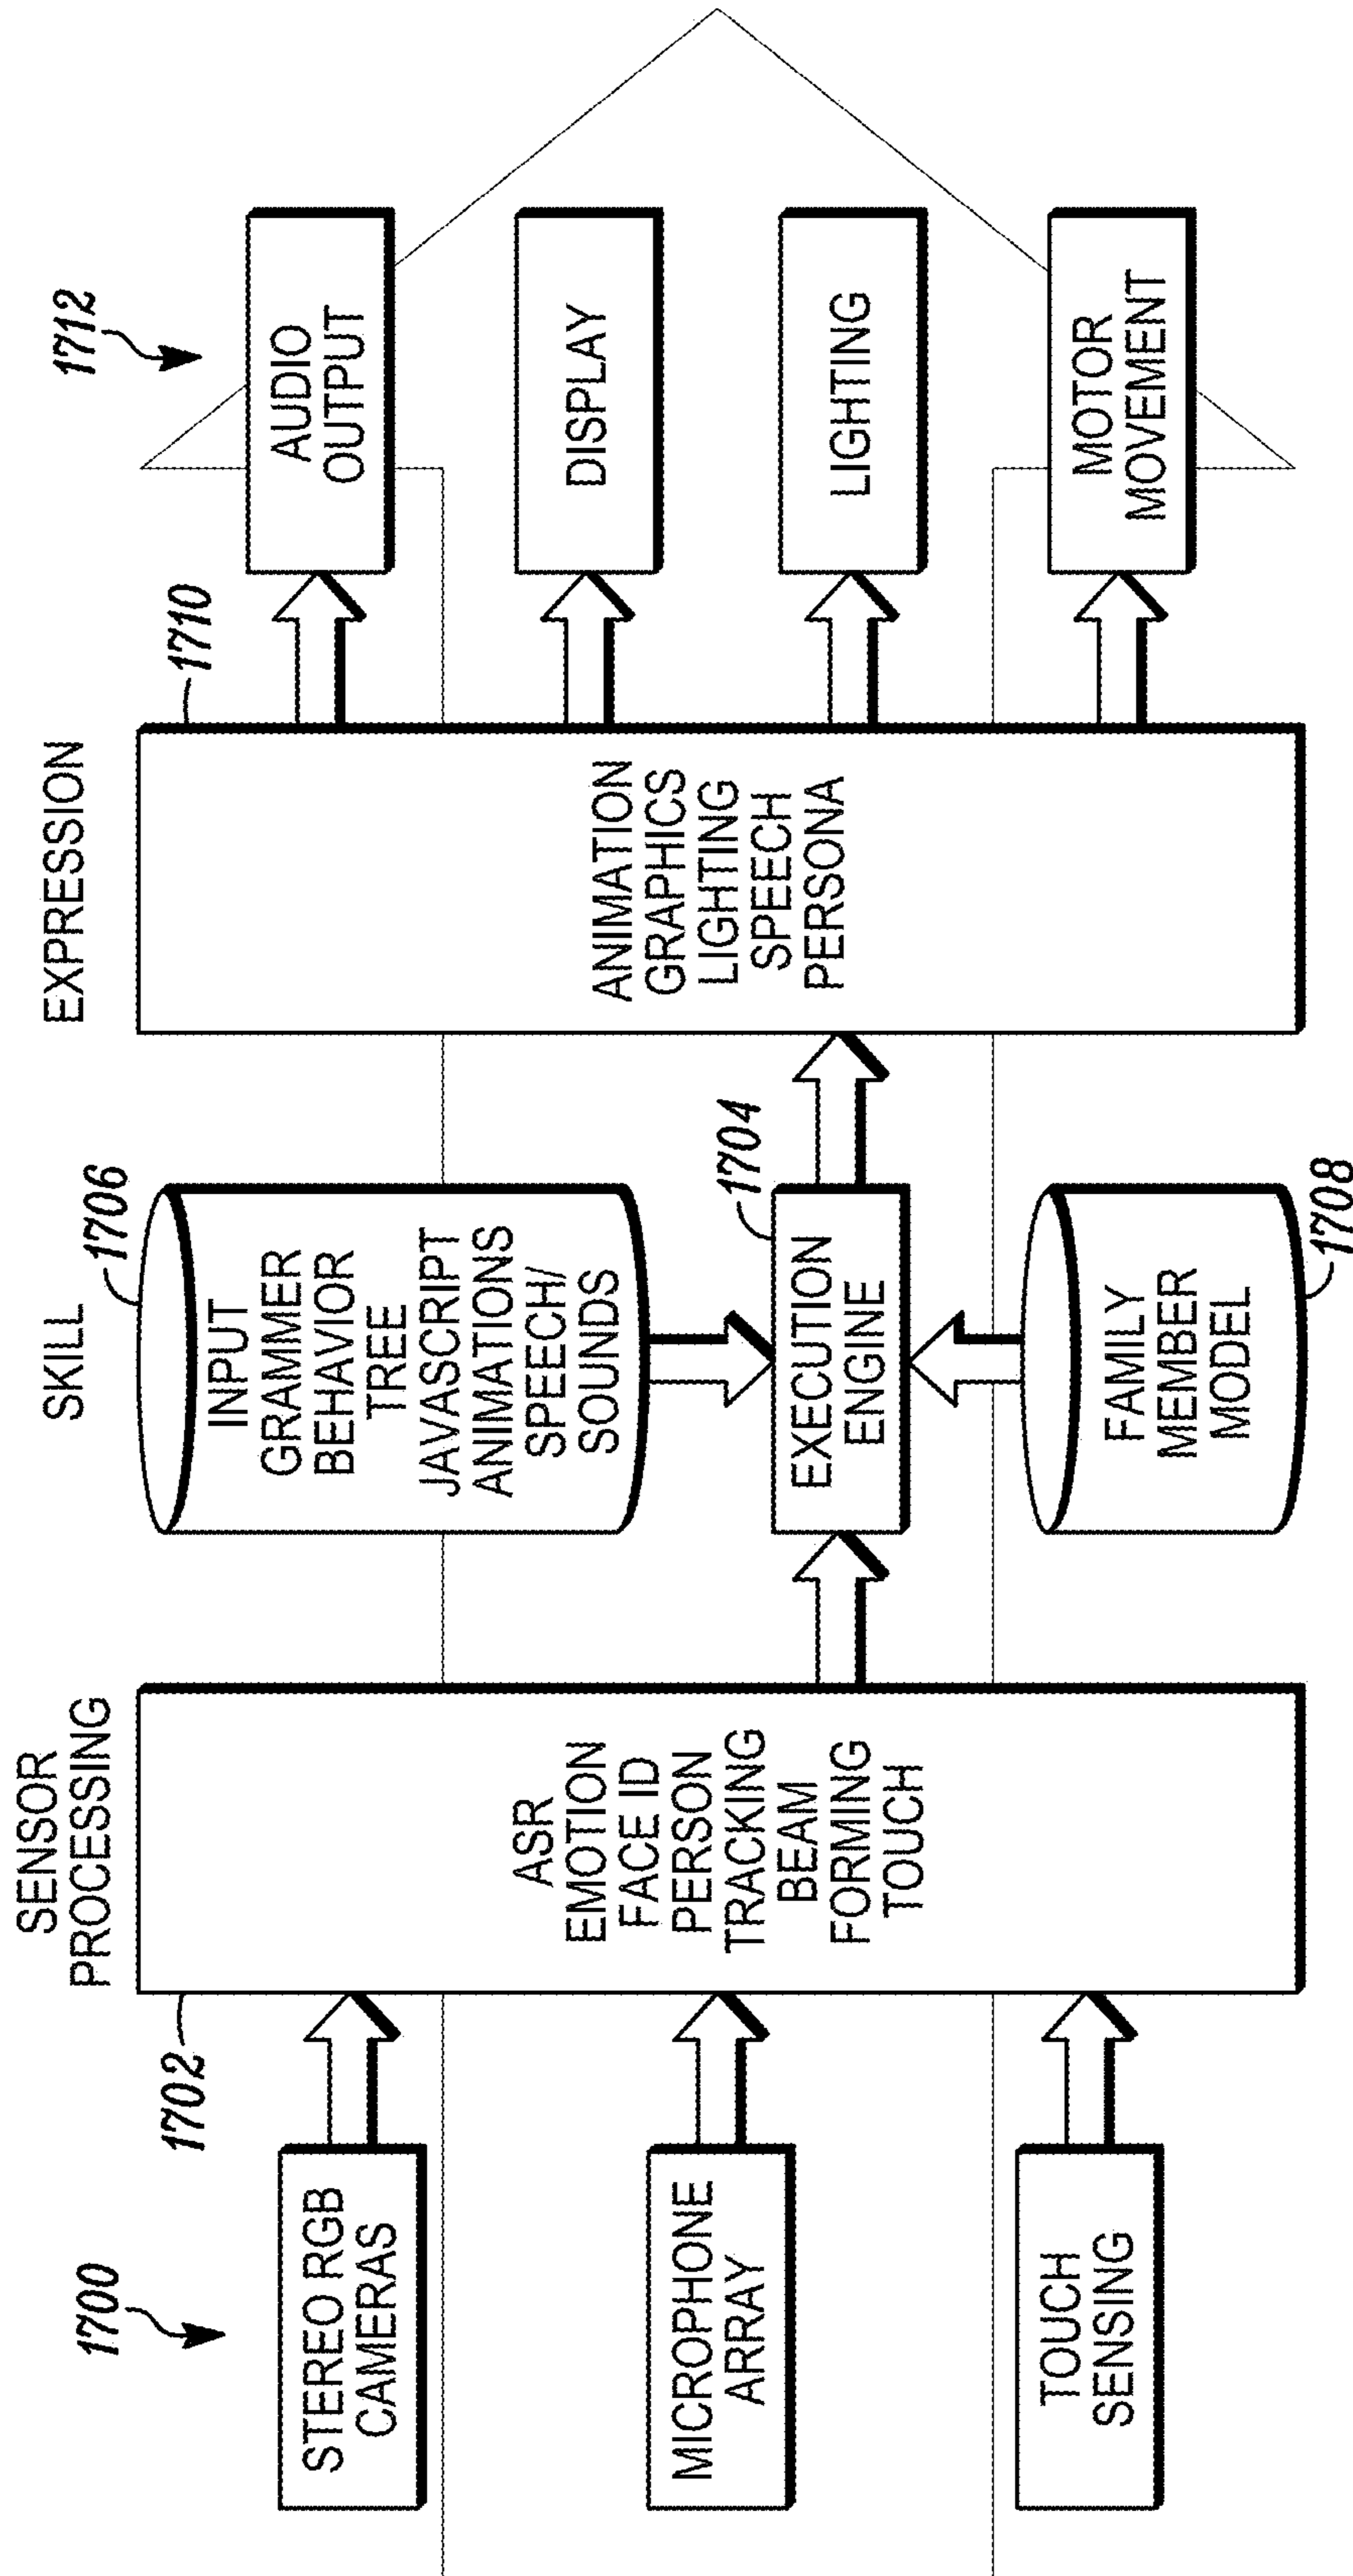 SENSOR
PROCESSING
SKILL
EXPRESSION
1700
STEREO RGB
CAMERAS
MICROPHONE
ARRAY
TOUCH
SENSING
1702
ASR
EMOTION
FACE ID
PERSON
TRACKING
BEAM
FORMING
TOUCH
1706
INPUT
GRAMMER
BEHAVIOR
TREE
JAVASCRIPT
ANIMATIONS
SPEECH/
SOUNDS
1704
EXECUTION
ENGINE
FAMILY
MEMBER
MODEL
1708
1710
ANIMATION
GRAPHICS
LIGHTING
SPEECH
PERSONA
1712
AUDIO
OUTPUT
DISPLAY
LIGHTING
MOTOR
MOVEMENT